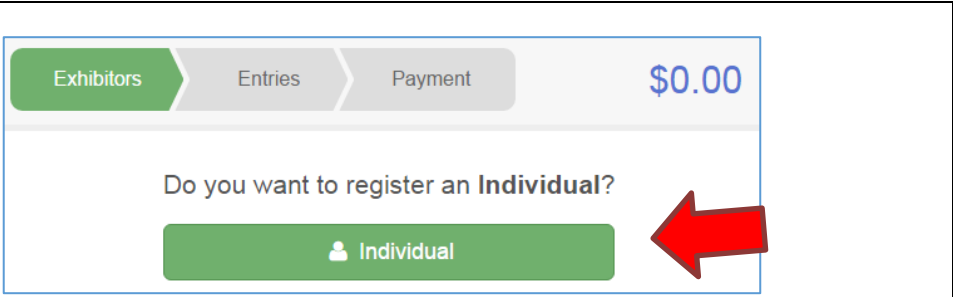 Exhibitors Entries Payment $0.00
Do you want to register an Individual?
Individual